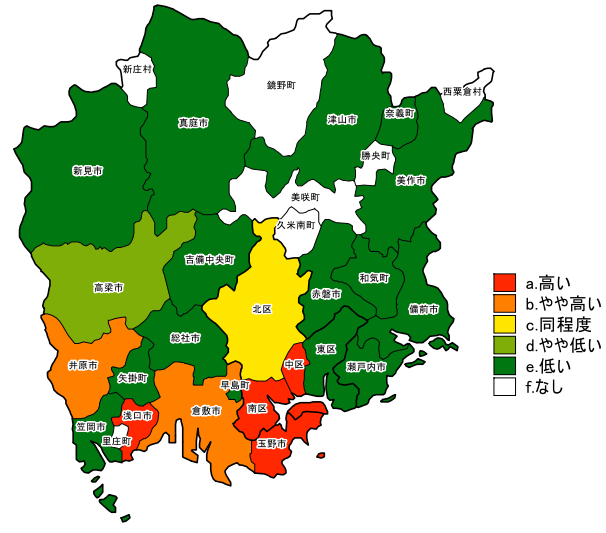 新庄村
鏡野町
西粟倉村
真庭市
津山市
奈義町
勝央町
新見市
美作市
美咲町
久米南町
吉備中央町
高梁市
和気町
赤磐市
北区
備前市
総社市
東区
井原市
中区
瀬戸内市
矢掛町
早島町
浅口市
倉敷市
南区
笠岡市
里庄町
玉野市
a.高い
b.やや高い
c.同程度
d.やや低い
e.低い
f.なし